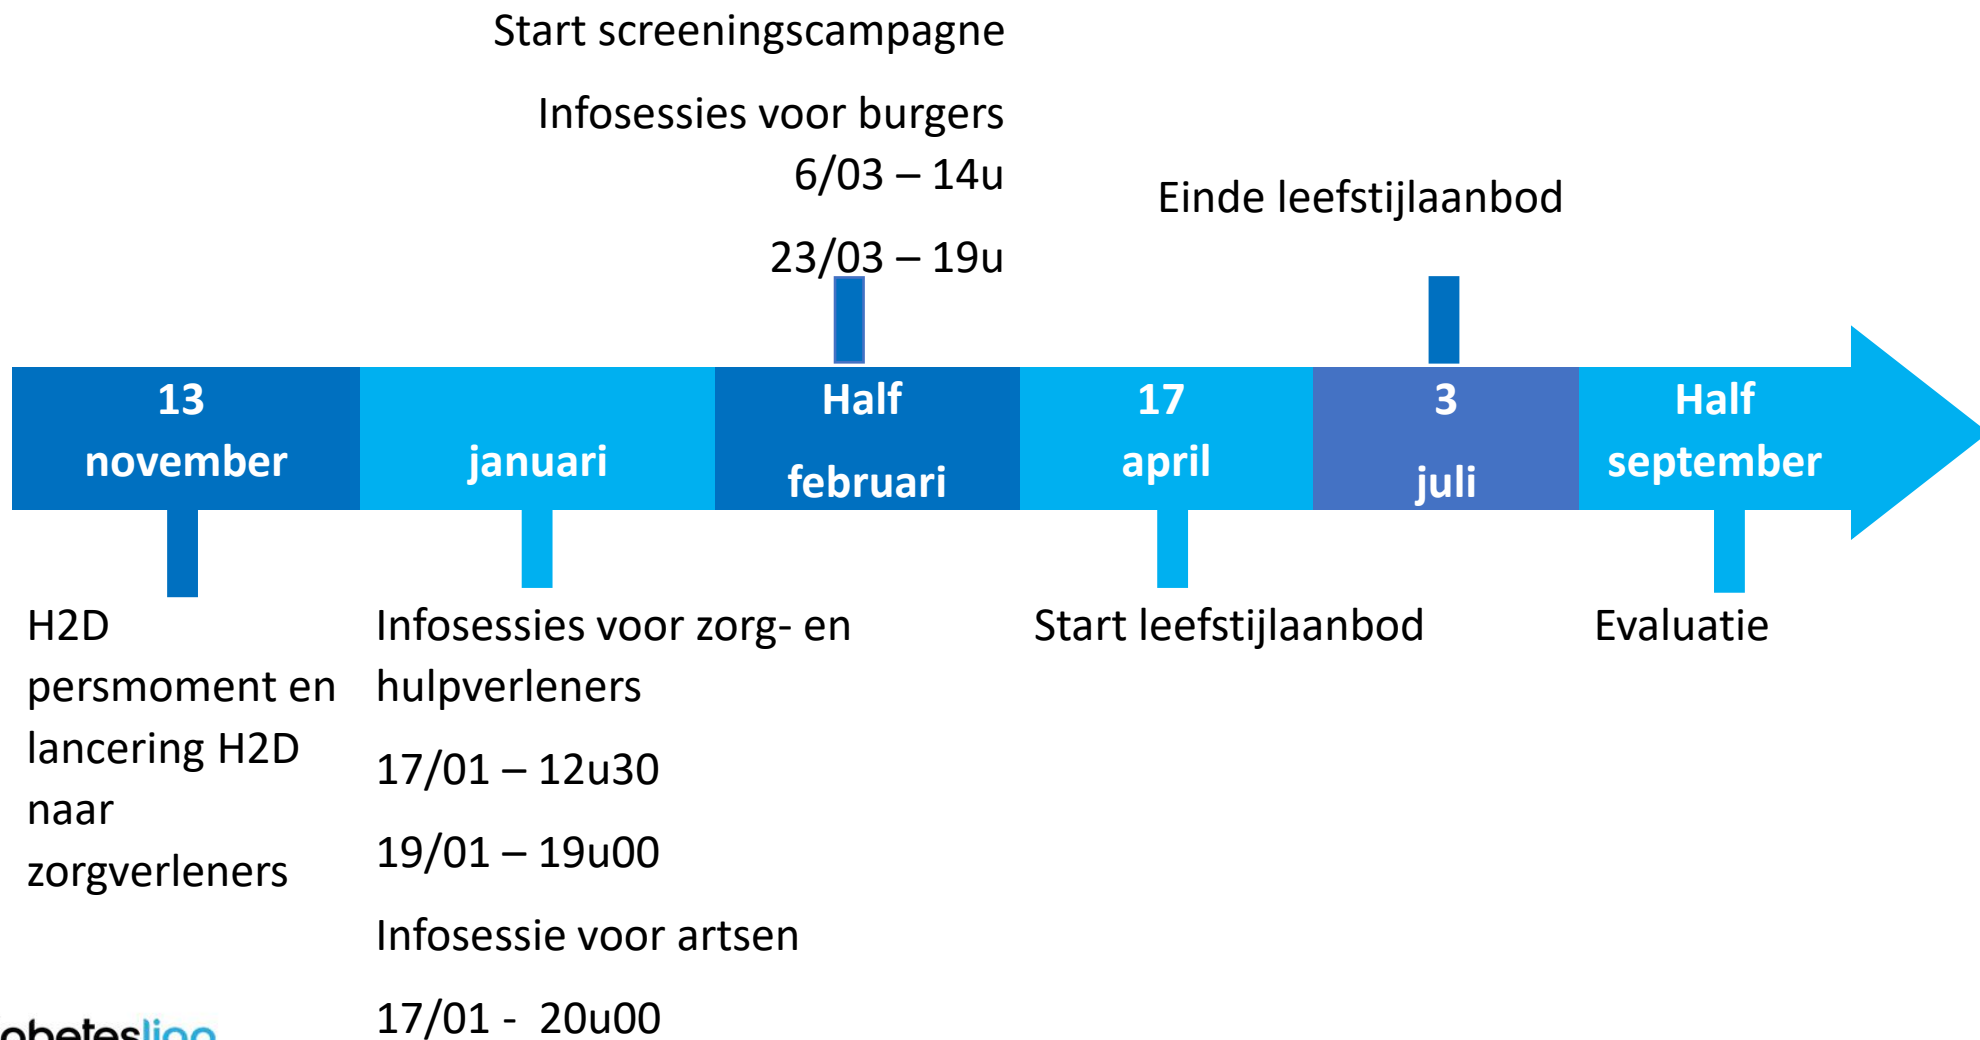 Start screeningscampagne
Infosessies voor burgers
6/03 – 14u
23/03 – 19u
Einde leefstijlaanbod
13
november
januari
Half
februari
17
april
3
juli
Half
september
H2D
persmoment en
lancering H2D
naar
zorgverleners
Infosessies voor zorg- en
hulpverleners
17/01 – 12u30
19/01 – 19u00
Infosessie voor artsen
17/01 - 20u00
Start leefstijlaanbod
Evaluatie